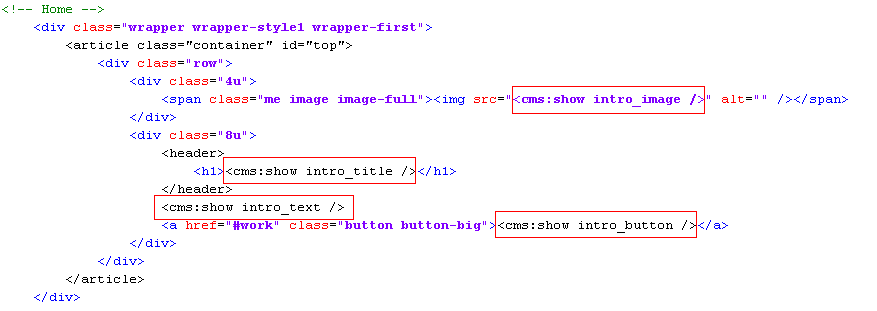 <!-- Home -->
<div class="wrapper wrapper-style1 wrapper-first">
<article class="container" id="top">
<div class="row">
<div class="4u">
<span class="me image image-full"><img src="<cms:show intro_image />" alt="" /></span>
</div>
<div class="8u">
<header>
<h1><cms:show intro_title /></h1>
</header>
<cms:show intro_text />
<a href="#work" class="button button-big"><cms:show intro_button /></a>
</div>
</div>
</article>
</div>